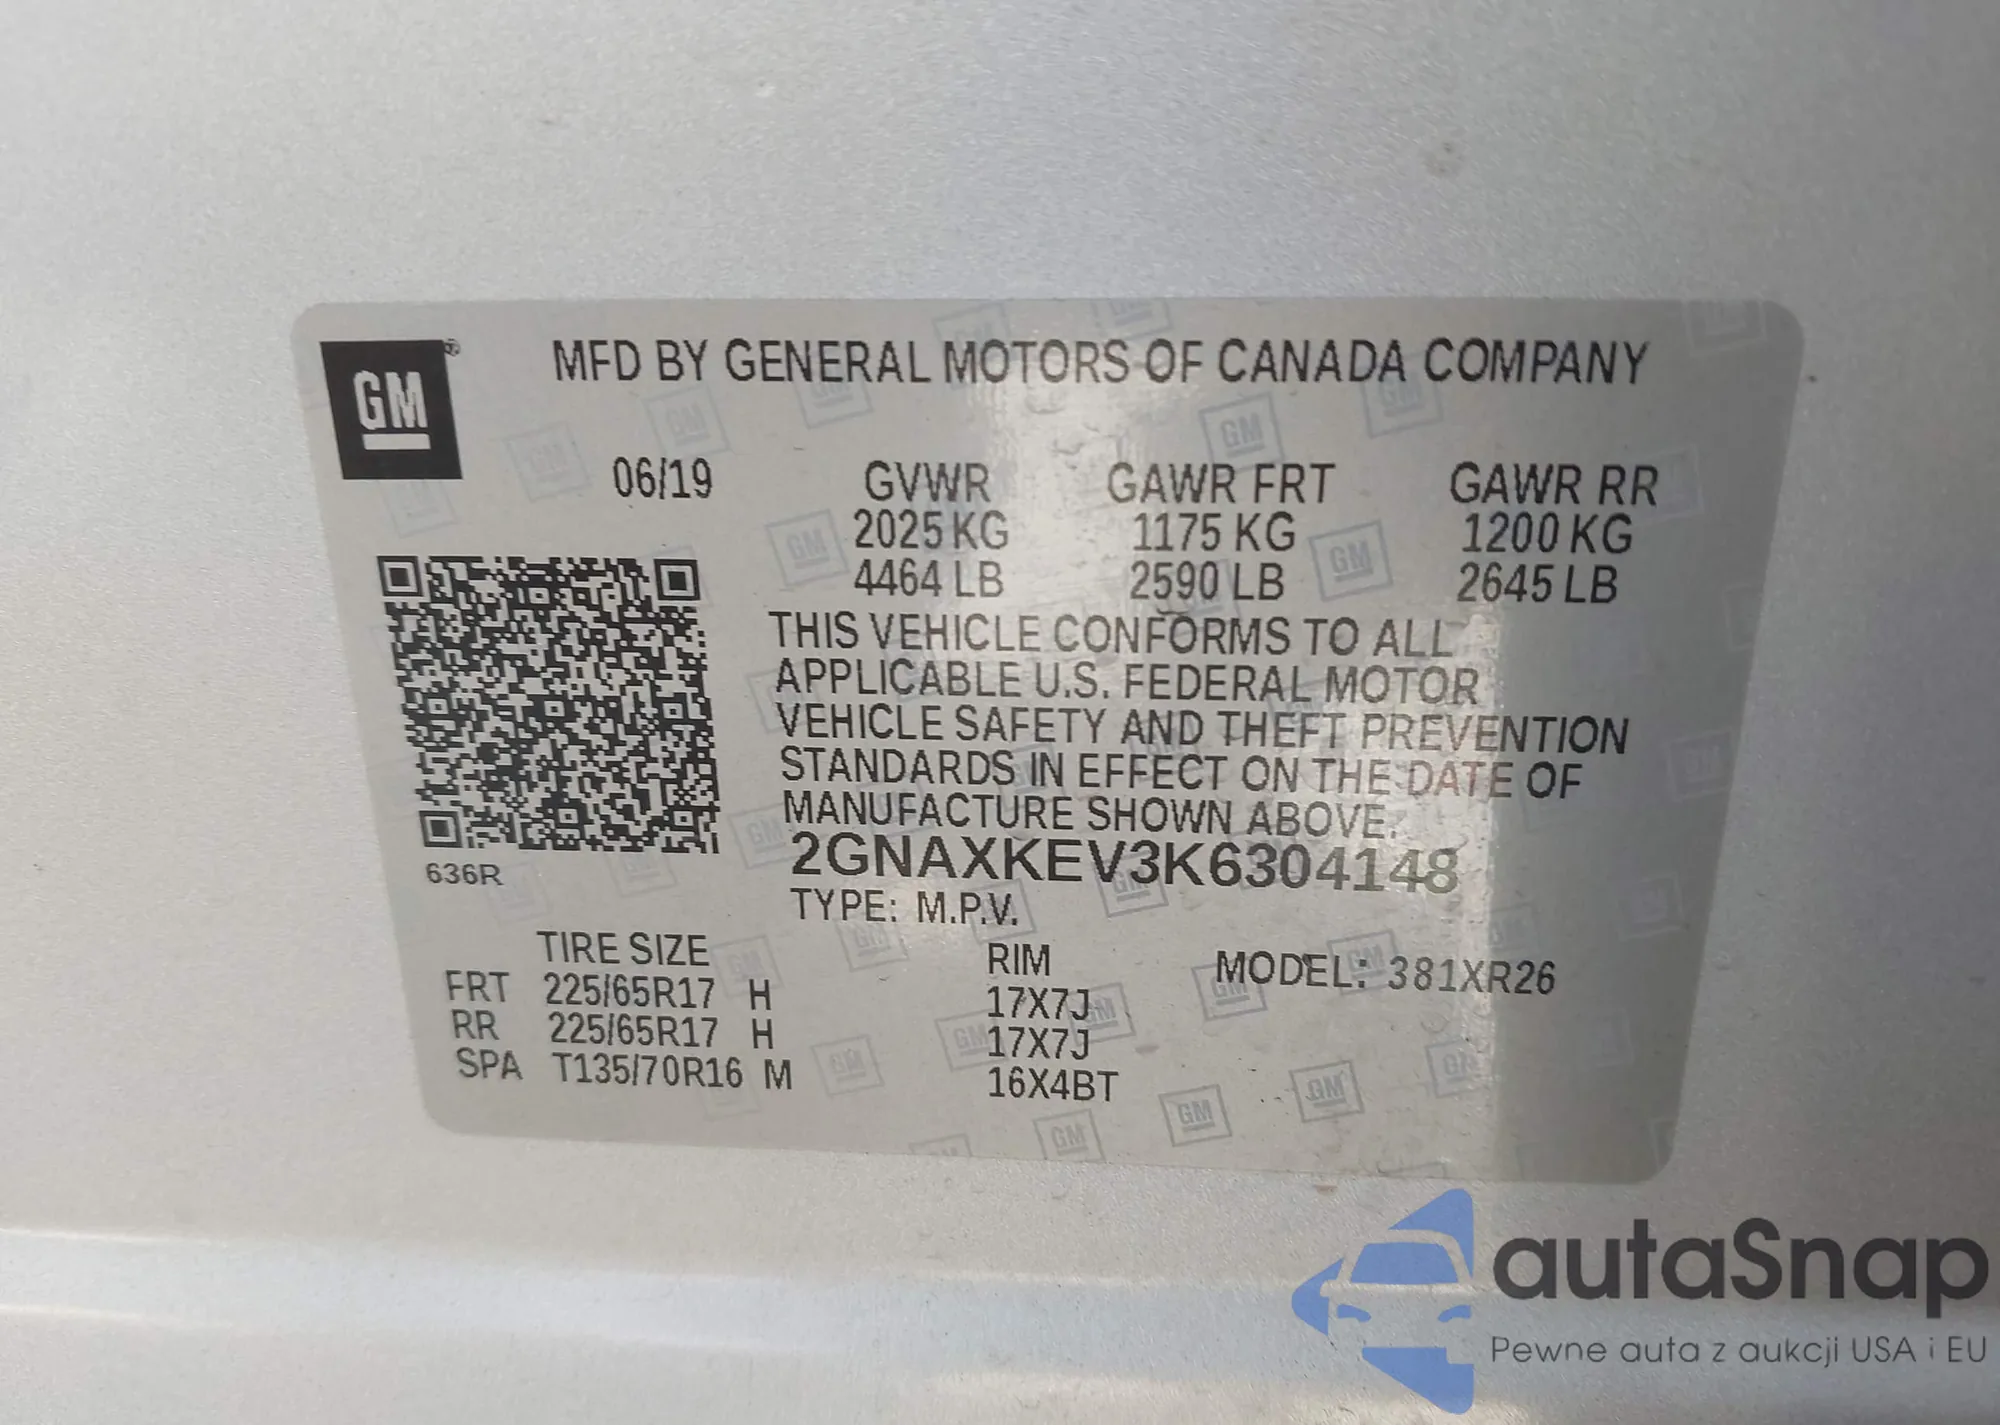 GM
®
MFD BY GENERAL MOTORS OF CANADA COMPANY
06/19 GVWR GAWR FRT GAWR RR
2025 KG 1175 KG 1200 KG
4464 LB 2590 LB 2645 LB
THIS VEHICLE CONFORMS TO ALL
APPLICABLE U.S. FEDERAL MOTOR
VEHICLE SAFETY AND THEFT PREVENTION
STANDARDS IN EFFECT ON THE DATE OF
MANUFACTURE SHOWN ABOVE.
2GNAXKEV3K6304148
636R
TYPE: M.P.V.
TIRE SIZE RIM MODEL: 381XR26
FRT 225/65R17 H 17X7J
RR 225/65R17 H 17X7J
SPA T135/70R16 M 16X4BT
autaSnap
Pewne auta z aukcji USA i EU